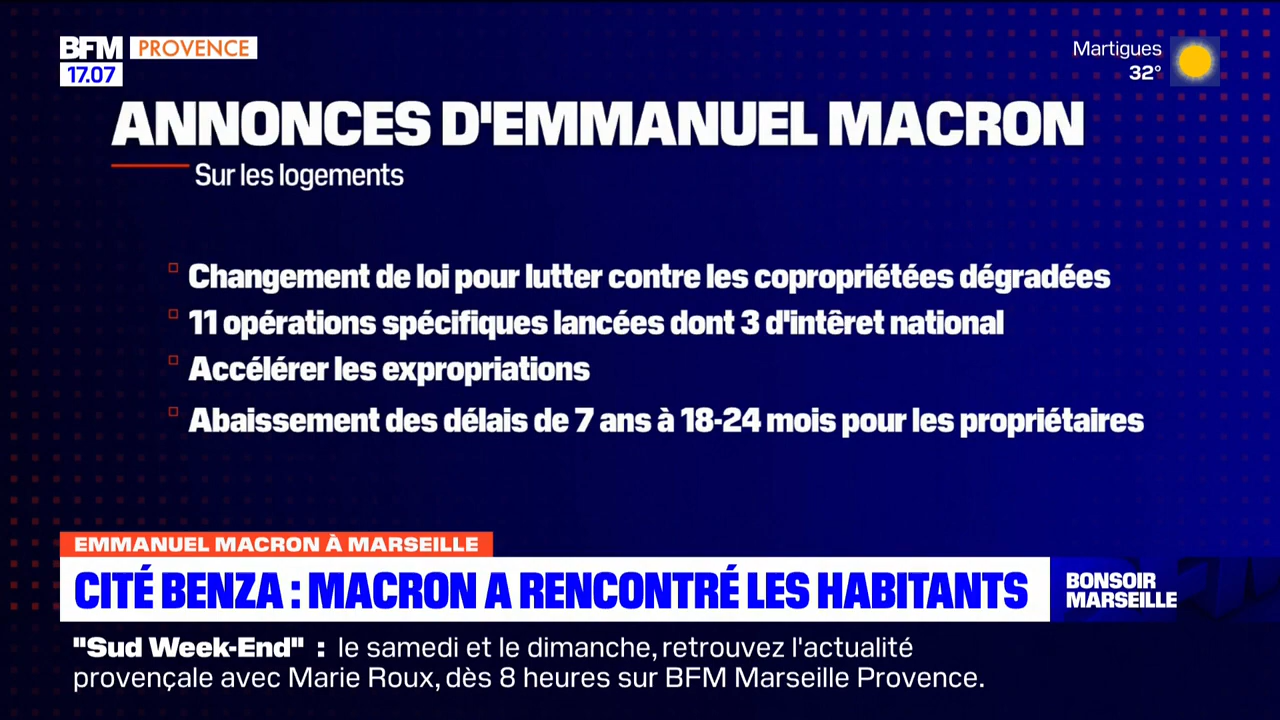 BFM PROVENCE
17.07
Martigues
32°
ANNONCES D'EMMANUEL MACRON
Sur les logements
Changement de loi pour lutter contre les copropriétées dégradées
11 opérations spécifiques lancées dont 3 d'intêret national
Accélérer les expropriations
Abaissement des délais de 7 ans à 18-24 mois pour les propriétaires
EMMANUEL MACRON À MARSEILLE
CITÉ BENZA : MACRON A RENCONTRÉ LES HABITANTS
BONSOIR
MARSEILLE
"Sud Week-End" : le samedi et le dimanche, retrouvez l'actualité
provençale avec Marie Roux, dès 8 heures sur BFM Marseille Provence.